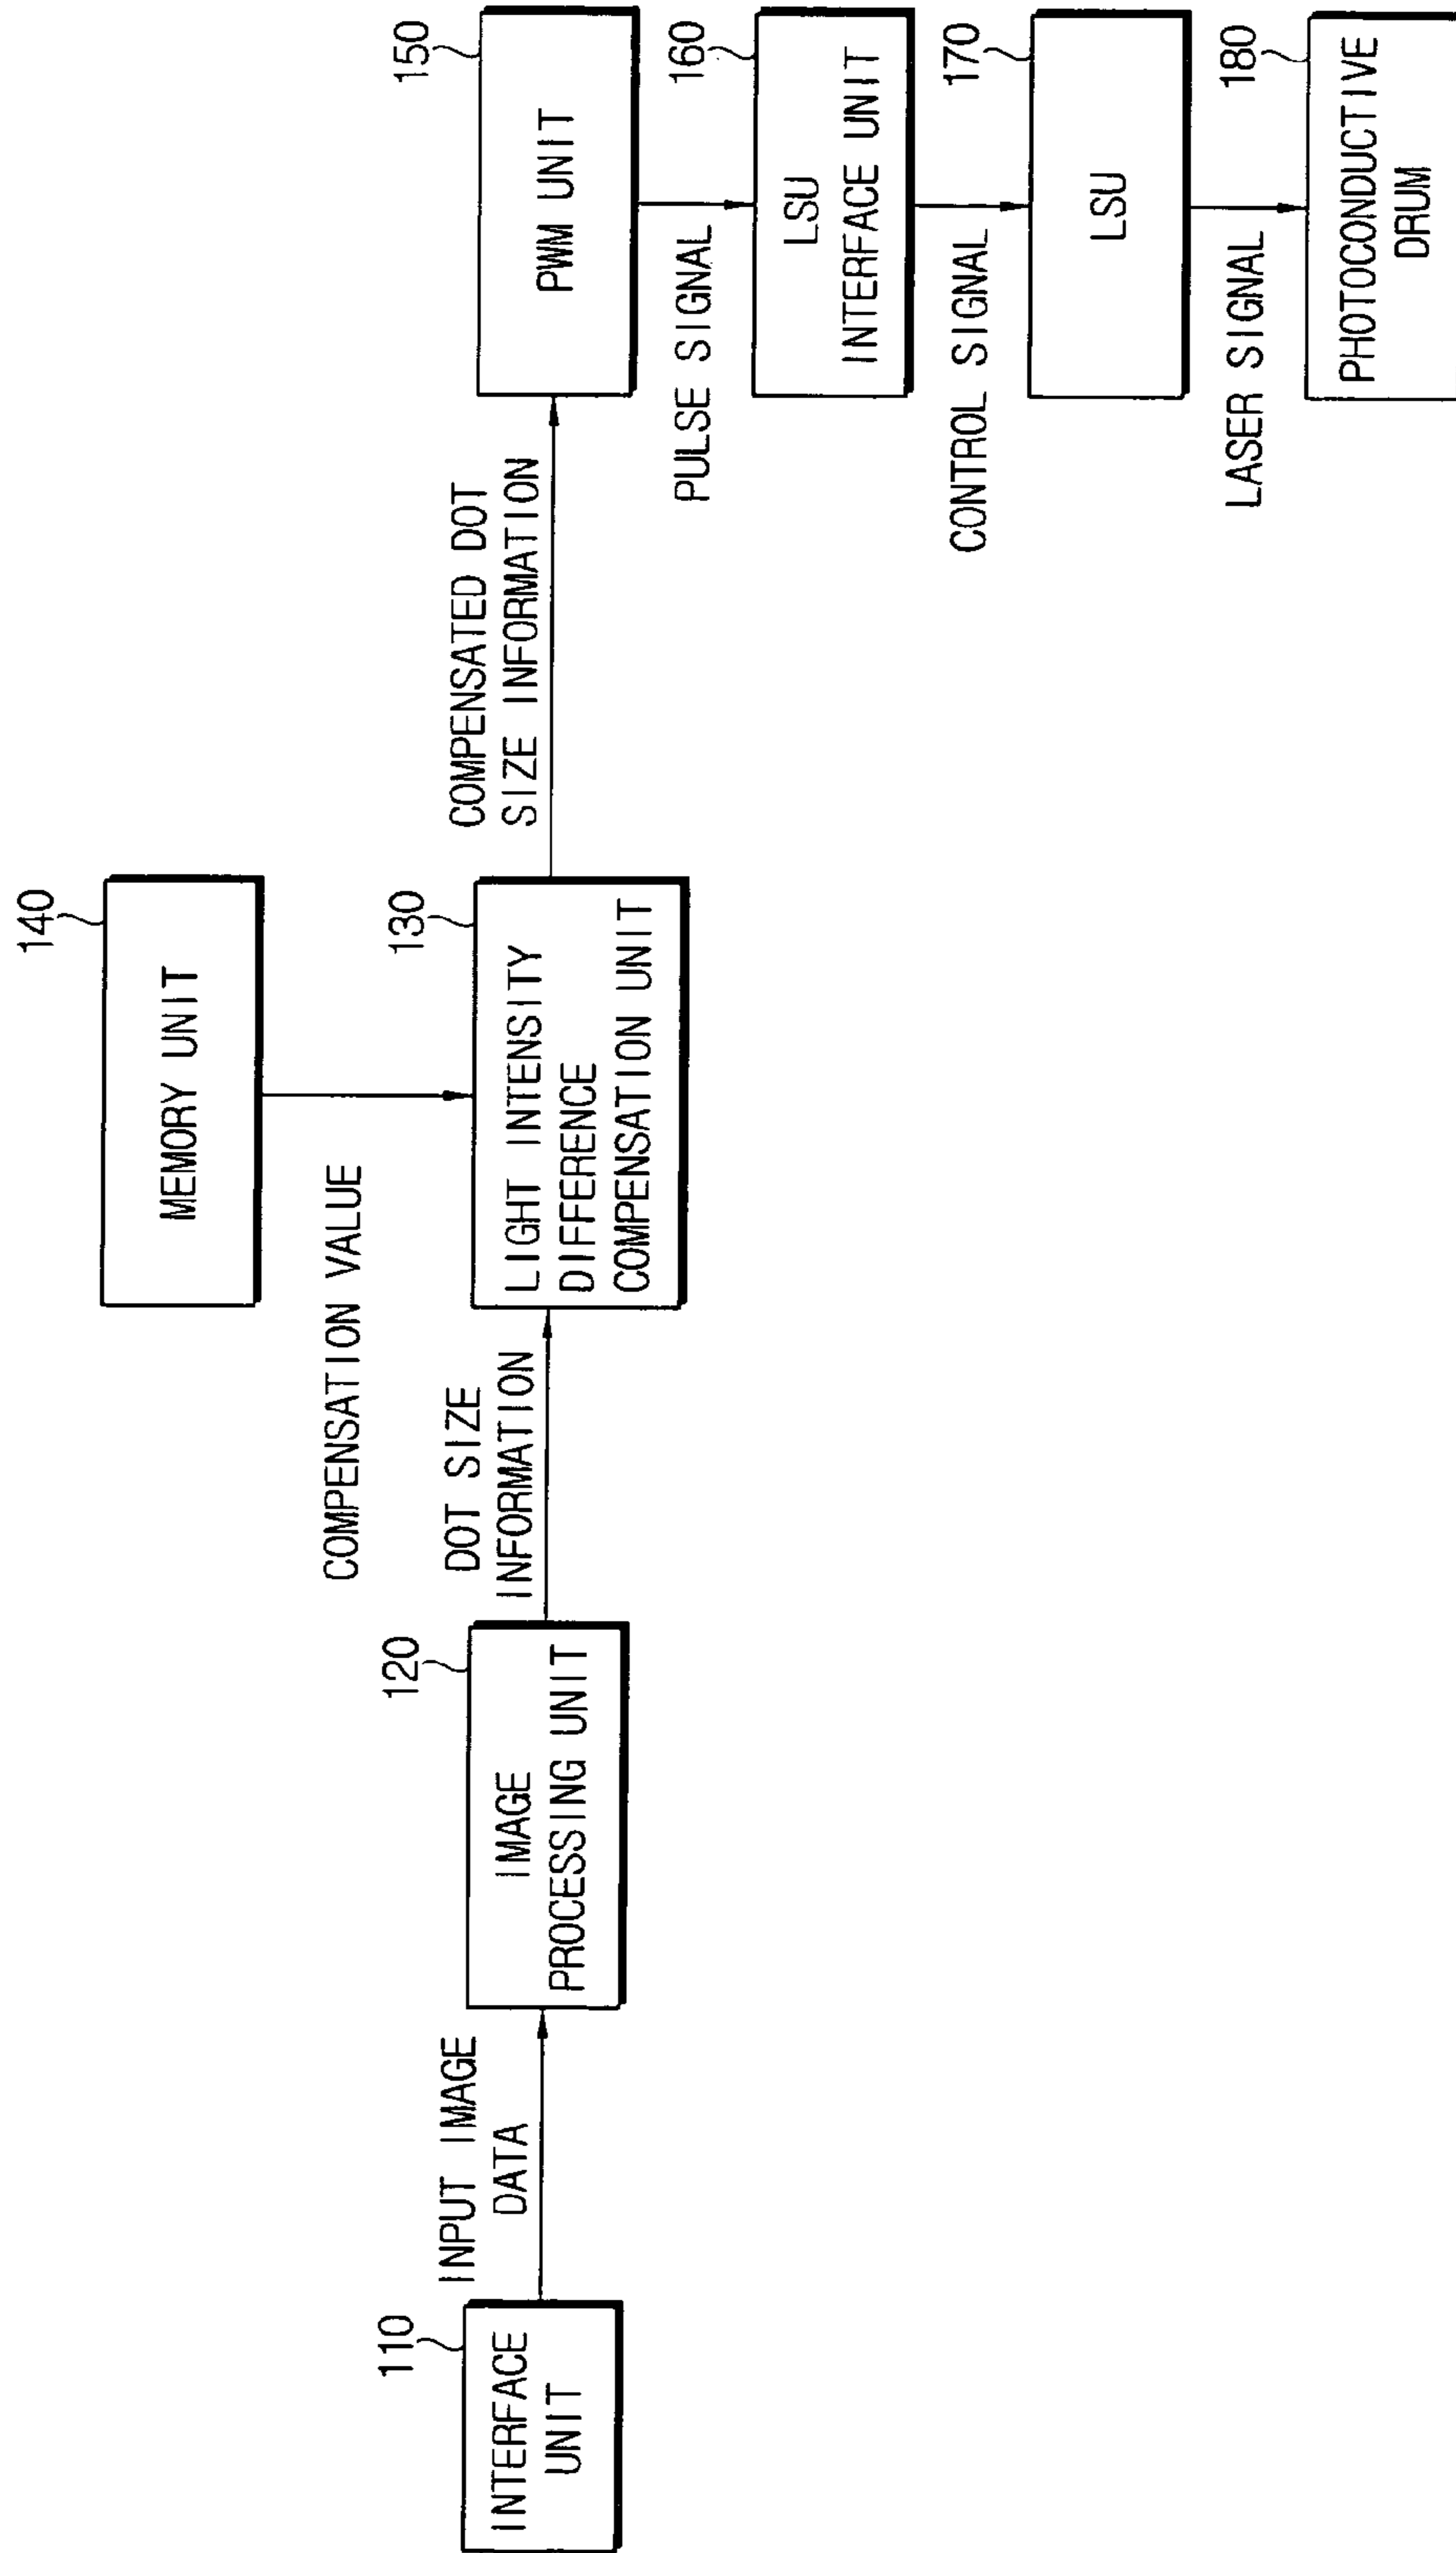 140
MEMORY UNIT
COMPENSATION VALUE
110
INTERFACE
UNIT
INPUT IMAGE
DATA
120
IMAGE
PROCESSING UNIT
DOT SIZE
INFORMATION
130
LIGHT INTENSITY
DIFFERENCE
COMPENSATION UNIT
COMPENSATED DOT
SIZE INFORMATION
150
PWM UNIT
PULSE SIGNAL
160
LSU
INTERFACE UNIT
CONTROL SIGNAL
170
LSU
LASER SIGNAL
180
PHOTOCONDUCTIVE
DRUM